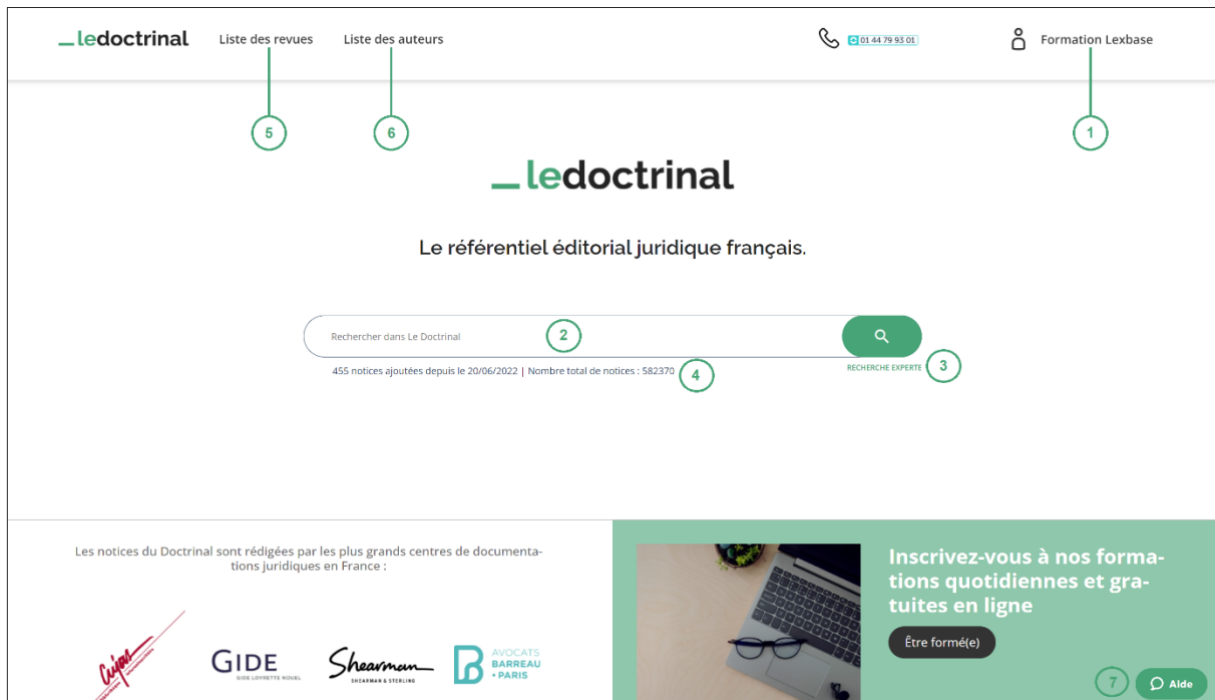 ledoctrinal Liste des revues Liste des auteurs 01 44 79 93 01 Formation Lexbase
5 6 1
ledoctrinal
Le référentiel éditorial juridique français.
Rechercher dans Le Doctrinal 2
455 notices ajoutées depuis le 20/06/2022 | Nombre total de notices : 582370 4 RECHERCHE EXPERTE 3
Les notices du Doctrinal sont rédigées par les plus grands centres de documenta-
tions juridiques en France :
Cujas
GIDE
GIDE LOYRETTE NOUEL
Shearman
SHEARMAN & STERLING
AVOCATS
BARREAU
• PARIS
Inscrivez-vous à nos forma-
tions quotidiennes et gra-
tuites en ligne
Être formé(e)
7 Aide